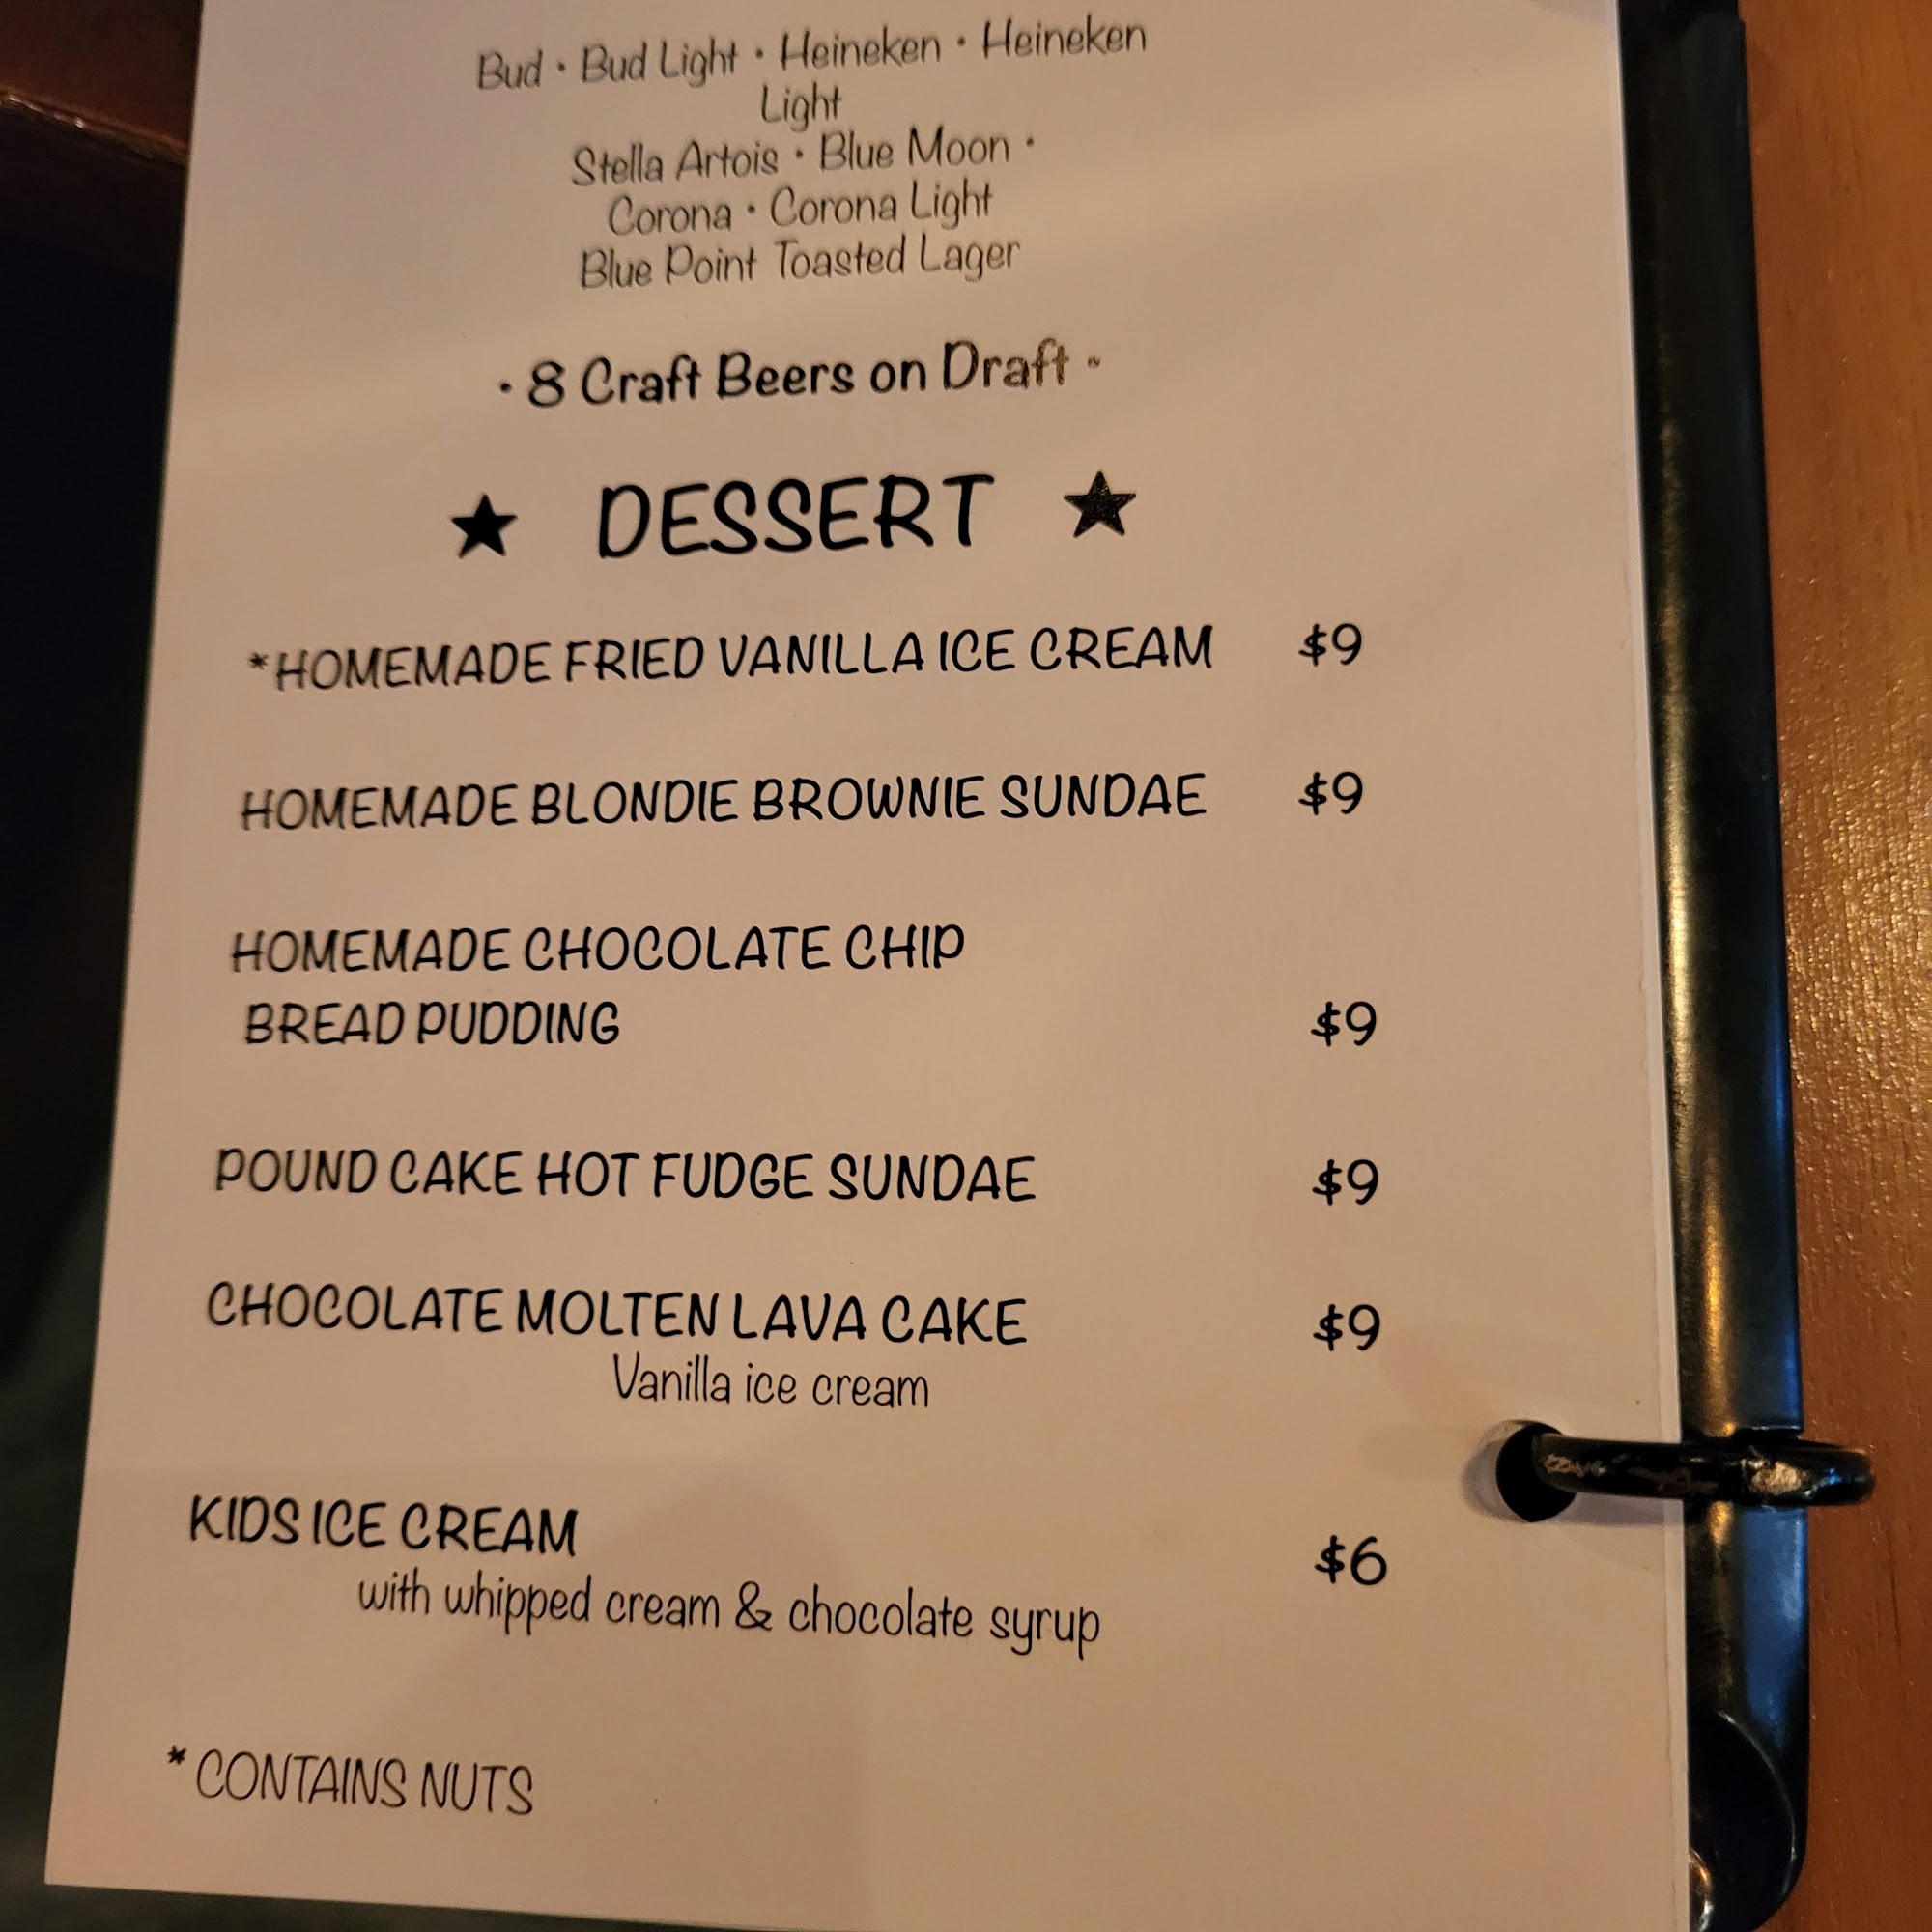 Bud · Bud Light · Heineken · Heineken
Light
Stella Artois · Blue Moon ·
Corona · Corona Light
Blue Point Toasted Lager
· 8 Craft Beers on Draft ·
★ DESSERT ★
*HOMEMADE FRIED VANILLA ICE CREAM $9
HOMEMADE BLONDIE BROWNIE SUNDAE $9
HOMEMADE CHOCOLATE CHIP
BREAD PUDDING $9
POUND CAKE HOT FUDGE SUNDAE $9
CHOCOLATE MOLTEN LAVA CAKE $9
Vanilla ice cream
KIDS ICE CREAM $6
with whipped cream & chocolate syrup
* CONTAINS NUTS